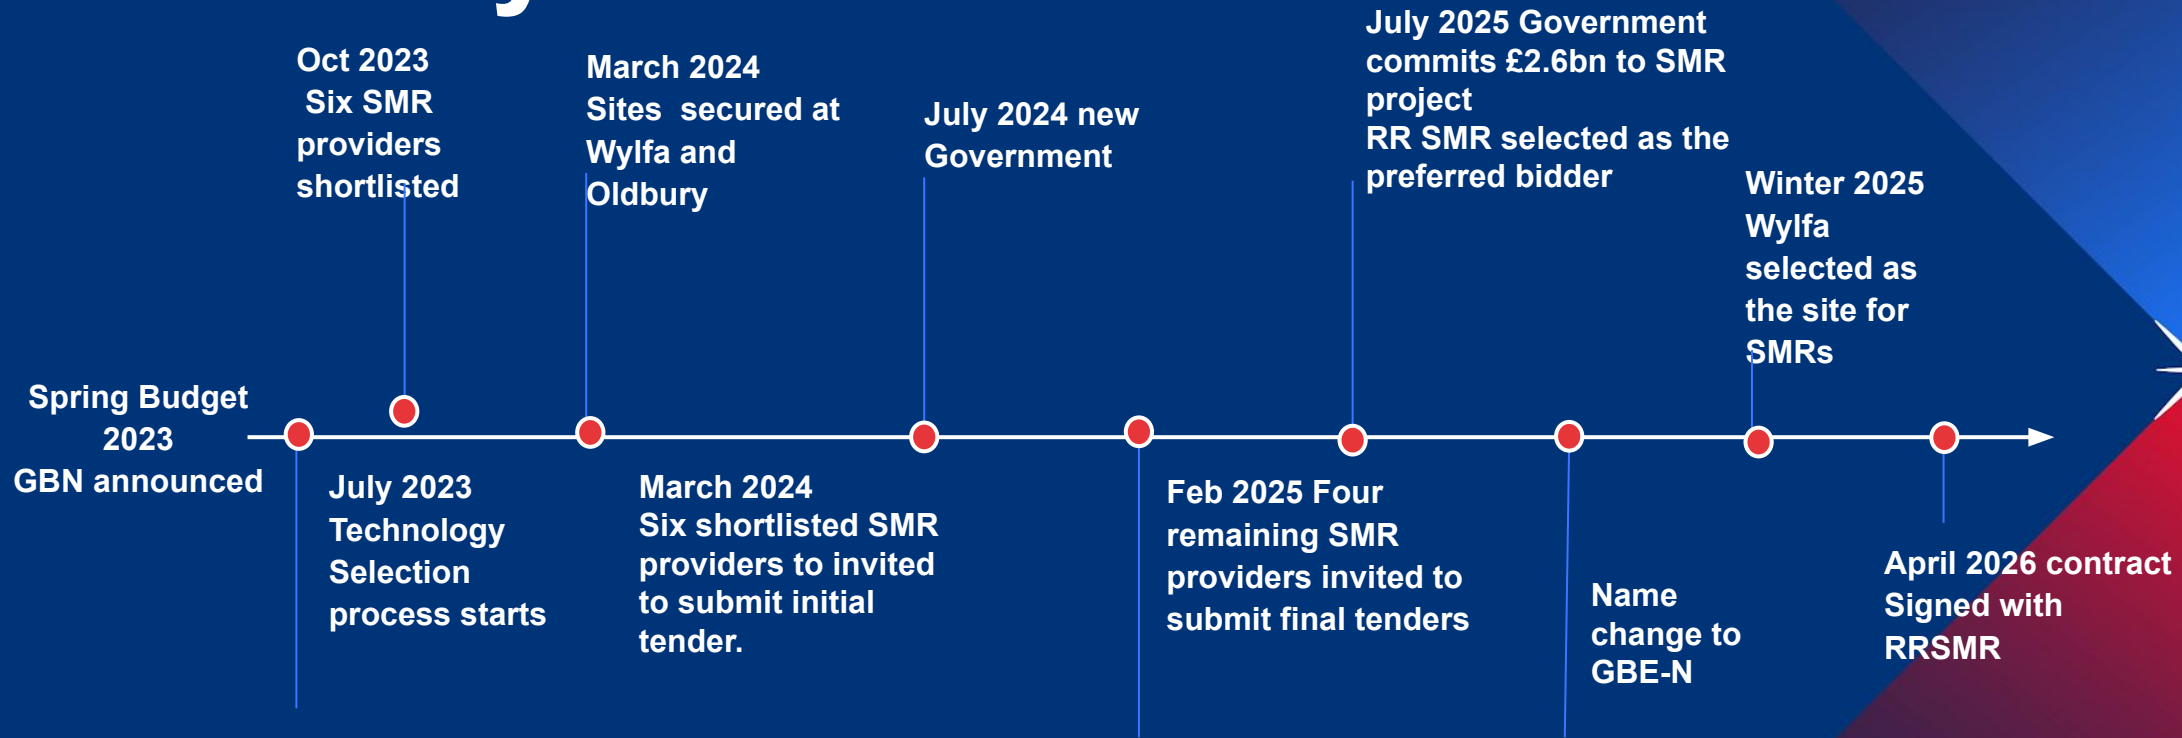 Spring Budget
2023
GBN announced
July 2023
Technology
Selection
process starts
Oct 2023
Six SMR
providers
shortlisted
March 2024
Sites  secured at
Wylfa and
Oldbury
March 2024
Six shortlisted SMR
providers to invited
to submit initial
tender.
July 2024 new
Government
Feb 2025 Four
remaining SMR
providers invited to
submit final tenders
July 2025 Government
commits £2.6bn to SMR
project
RR SMR selected as the
preferred bidder
Name
change to
GBE-N
Winter 2025
Wylfa
selected as
the site for
SMRs
April 2026 contract
Signed with
RRSMR